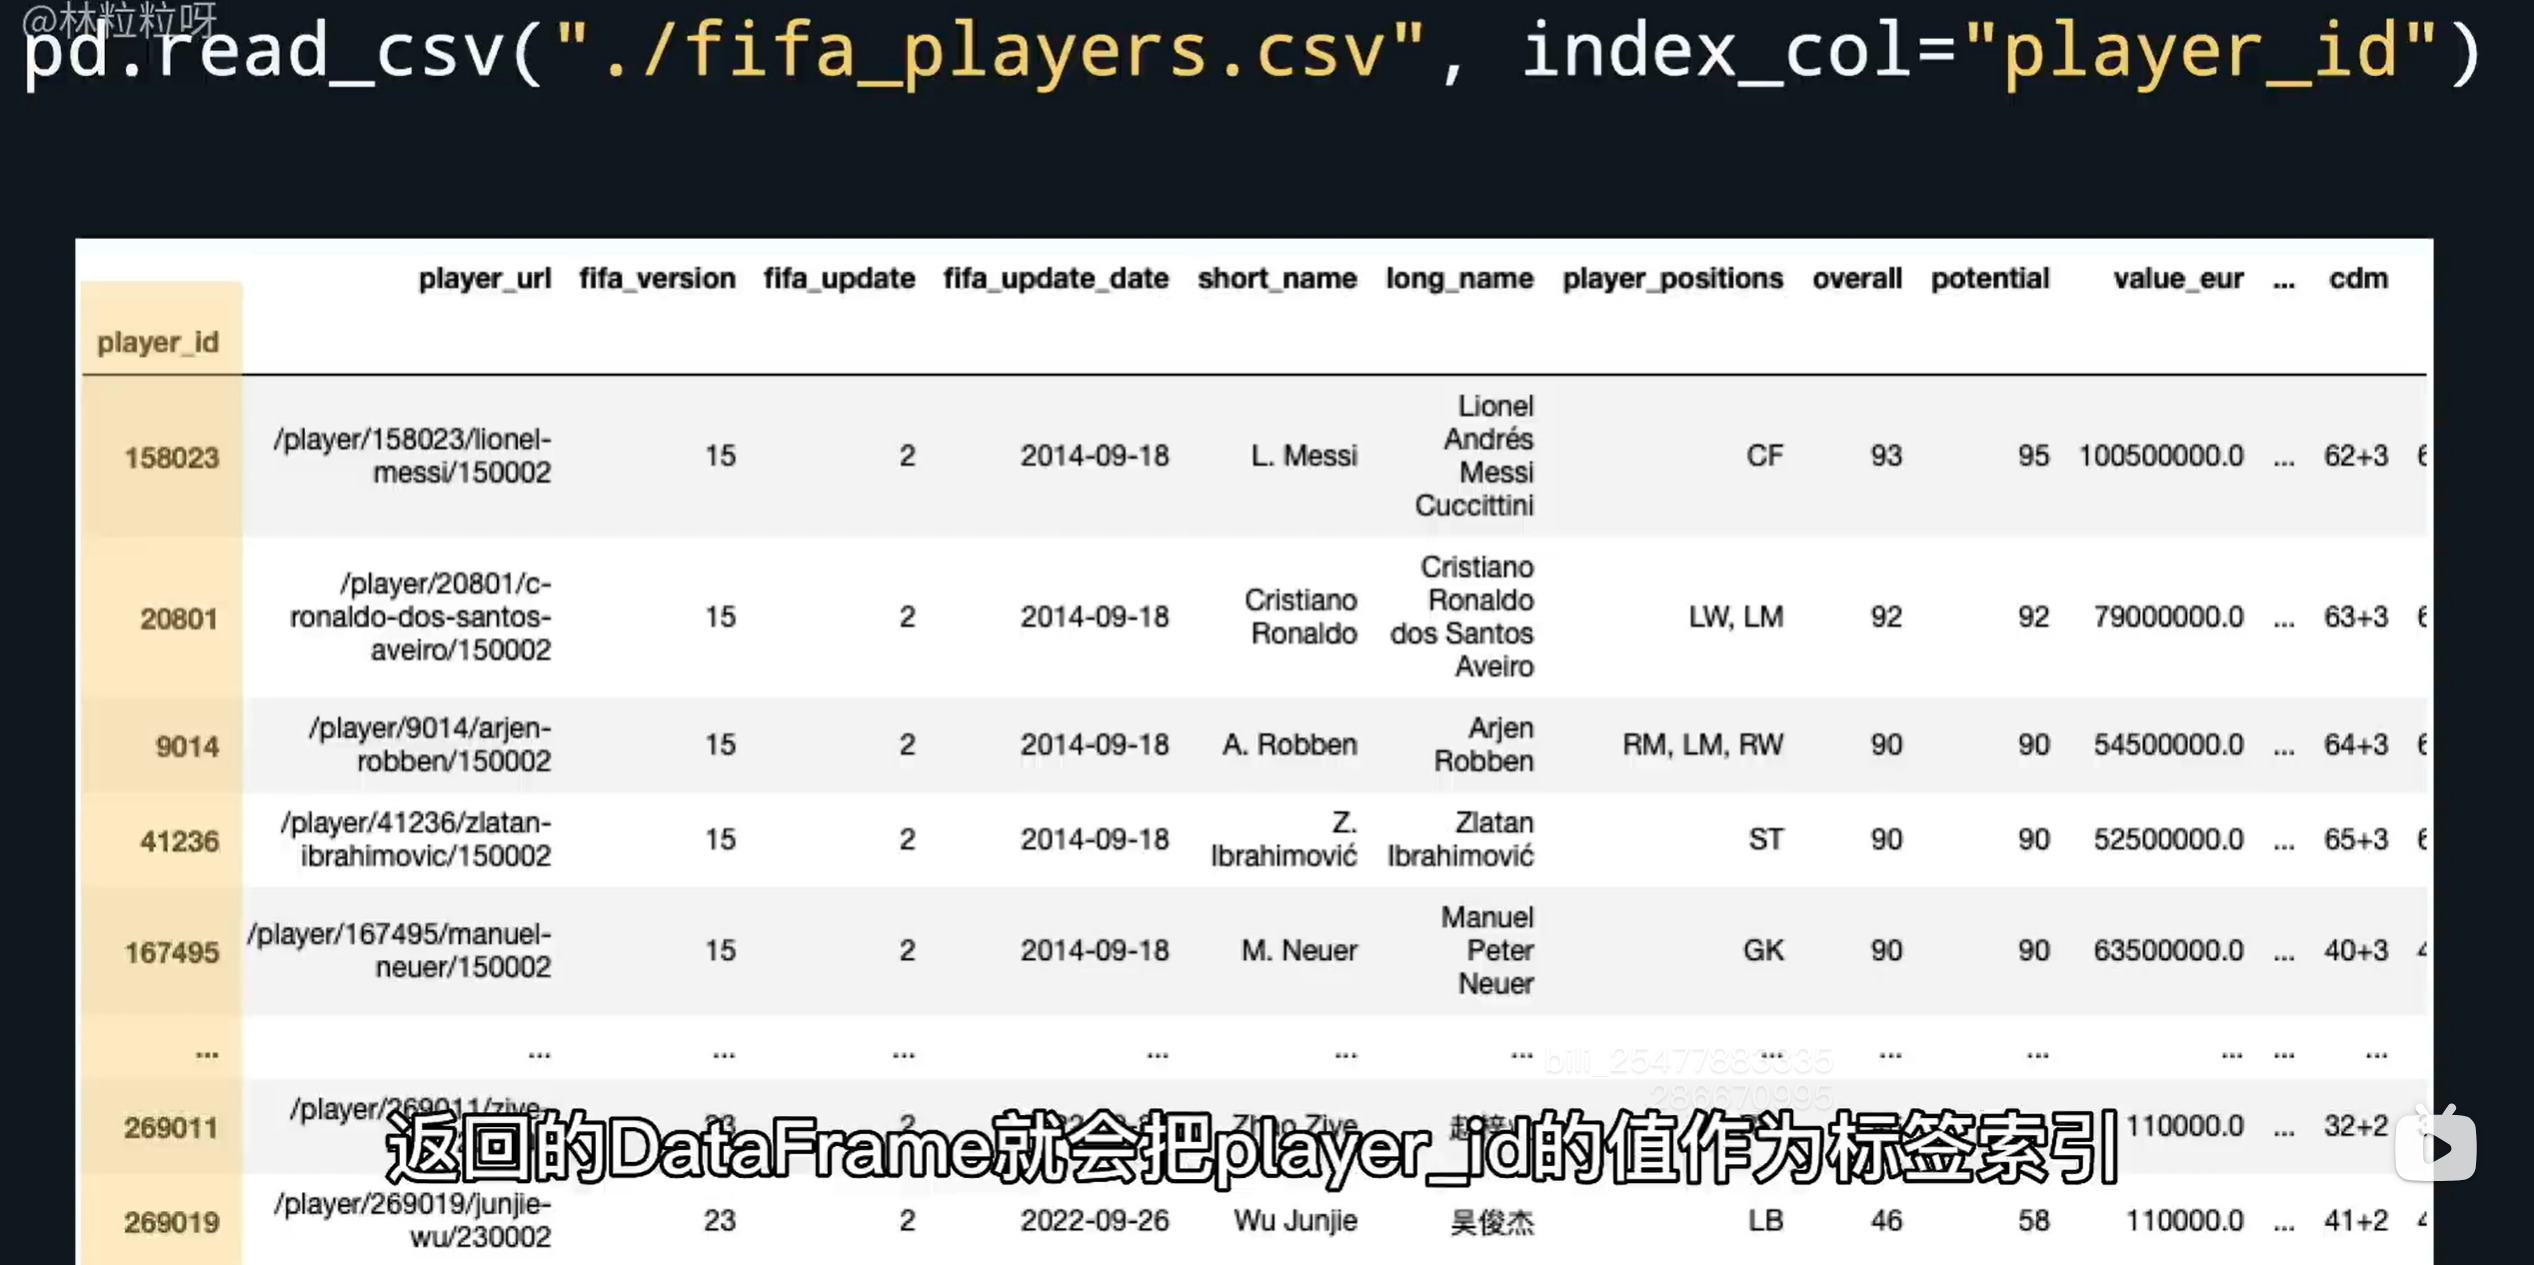 @林粒粒呀
pd.read_csv("./fifa_players.csv", index_col="player_id")
player_url fifa_version fifa_update fifa_update_date short_name long_name player_positions overall potential value_eur ... cdm
player_id
158023 /player/158023/lionel-messi/150002 15 2 2014-09-18 L. Messi Lionel Andrés Messi Cuccittini CF 93 95 100500000.0 ... 62+3 6
20801 /player/20801/c-ronaldo-dos-santos-aveiro/150002 15 2 2014-09-18 Cristiano Ronaldo Cristiano Ronaldo dos Santos Aveiro LW, LM 92 92 79000000.0 ... 63+3 6
9014 /player/9014/arjen-robben/150002 15 2 2014-09-18 A. Robben Arjen Robben RM, LM, RW 90 90 54500000.0 ... 64+3 6
41236 /player/41236/zlatan-ibrahimovic/150002 15 2 2014-09-18 Z. Ibrahimović Zlatan Ibrahimović ST 90 90 52500000.0 ... 65+3 6
167495 /player/167495/manuel-neuer/150002 15 2 2014-09-18 M. Neuer Manuel Peter Neuer GK 90 90 63500000.0 ... 40+3 4
... ... ... ... ... ... ... ... ... ... ... ... ...
bili_25477883335
286670995
269011 /player/269011/ziye- 23 2 Zhao Ziye 110000.0 ... 32+2
返回的DataFrame就会把player_id的值作为标签索引
269019 /player/269019/junjie-wu/230002 23 2 2022-09-26 Wu Junjie 吴俊杰 LB 46 58 110000.0 ... 41+2 4